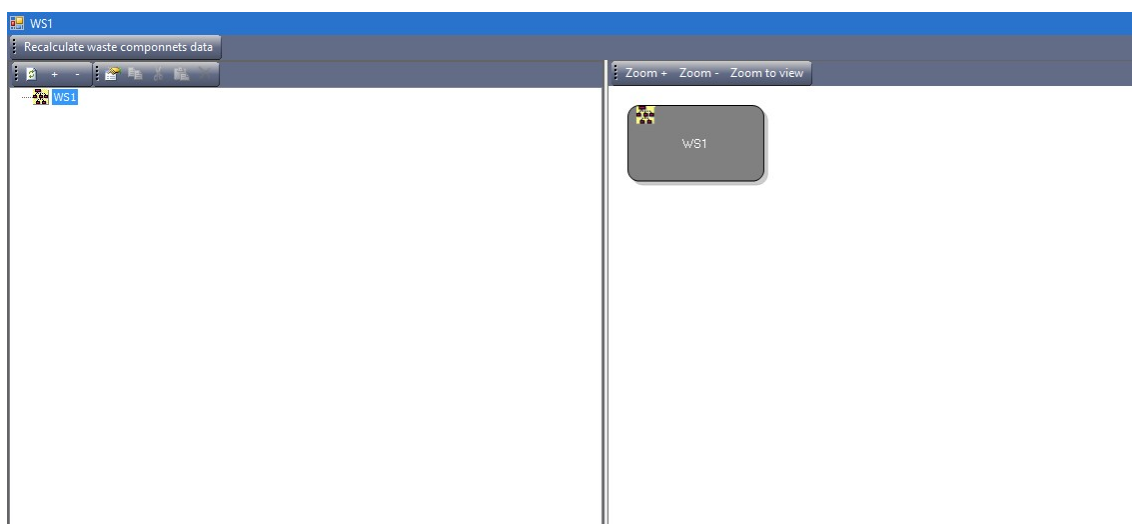 WS1
Recalculate waste componnets data
+ -
Zoom + Zoom - Zoom to view
WS1
WS1